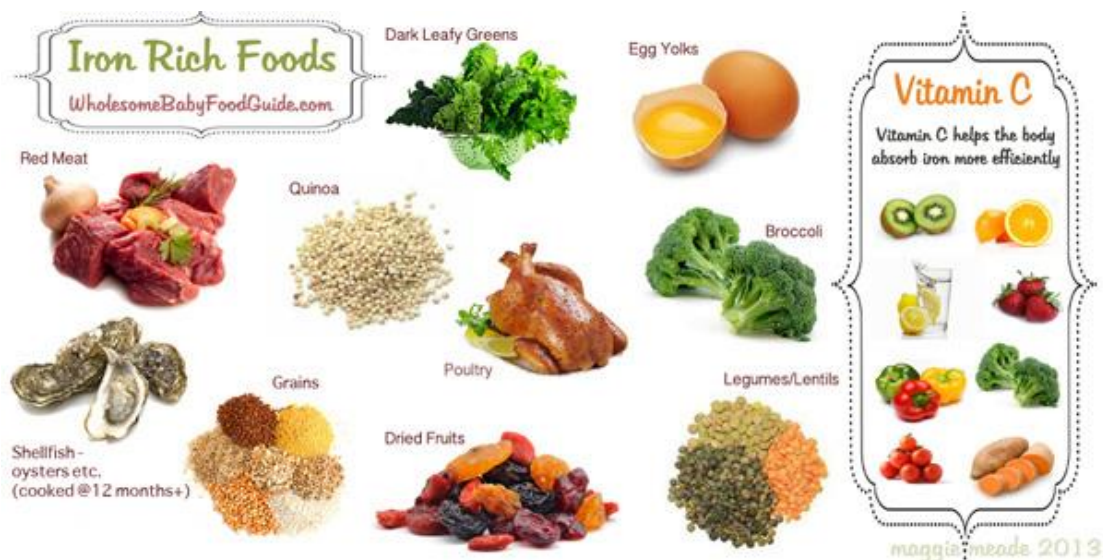 Iron Rich Foods
WholesomeBabyFoodGuide.com
Dark Leafy Greens
Egg Yolks
Red Meat
Quinoa
Broccoli
Poultry
Shellfish -
oysters etc.
(cooked @12 months+)
Grains
Dried Fruits
Legumes/Lentils
Vitamin C
Vitamin C helps the body
absorb iron more efficiently
maggie meade 2013